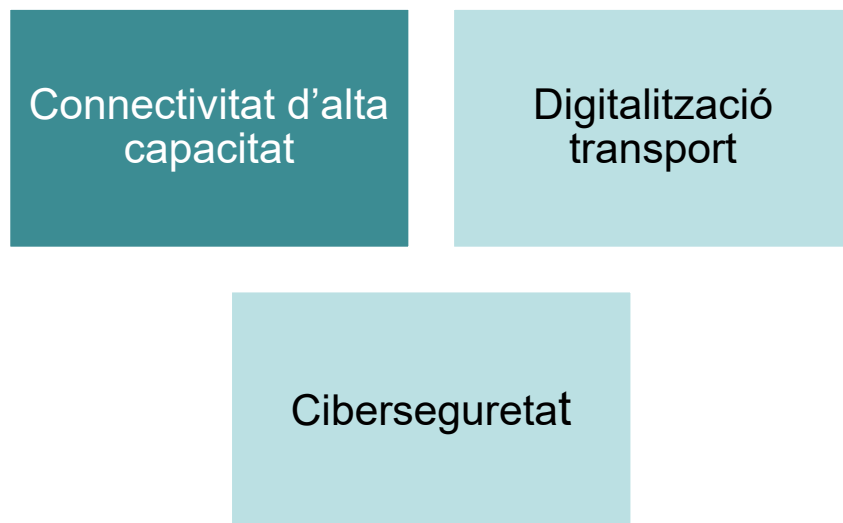 Connectivitat d’alta
capacitat
Digitalització
transport
Ciberseguretat